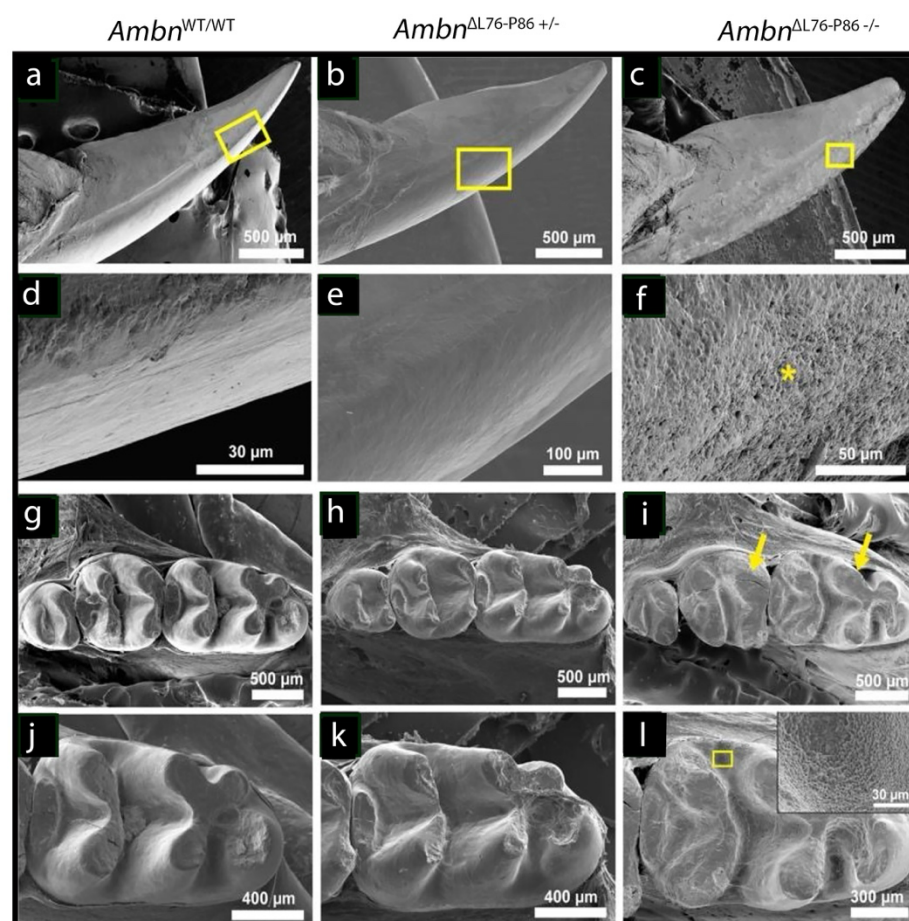 Ambn^WT/WT Ambn^ΔL76-P86 +/- Ambn^ΔL76-P86 -/-
a b c
500 µm 500 µm 500 µm
d e f
*
30 µm 100 µm 50 µm
g h i
500 µm 500 µm 500 µm
j k l
30 µm
400 µm 400 µm 300 µm